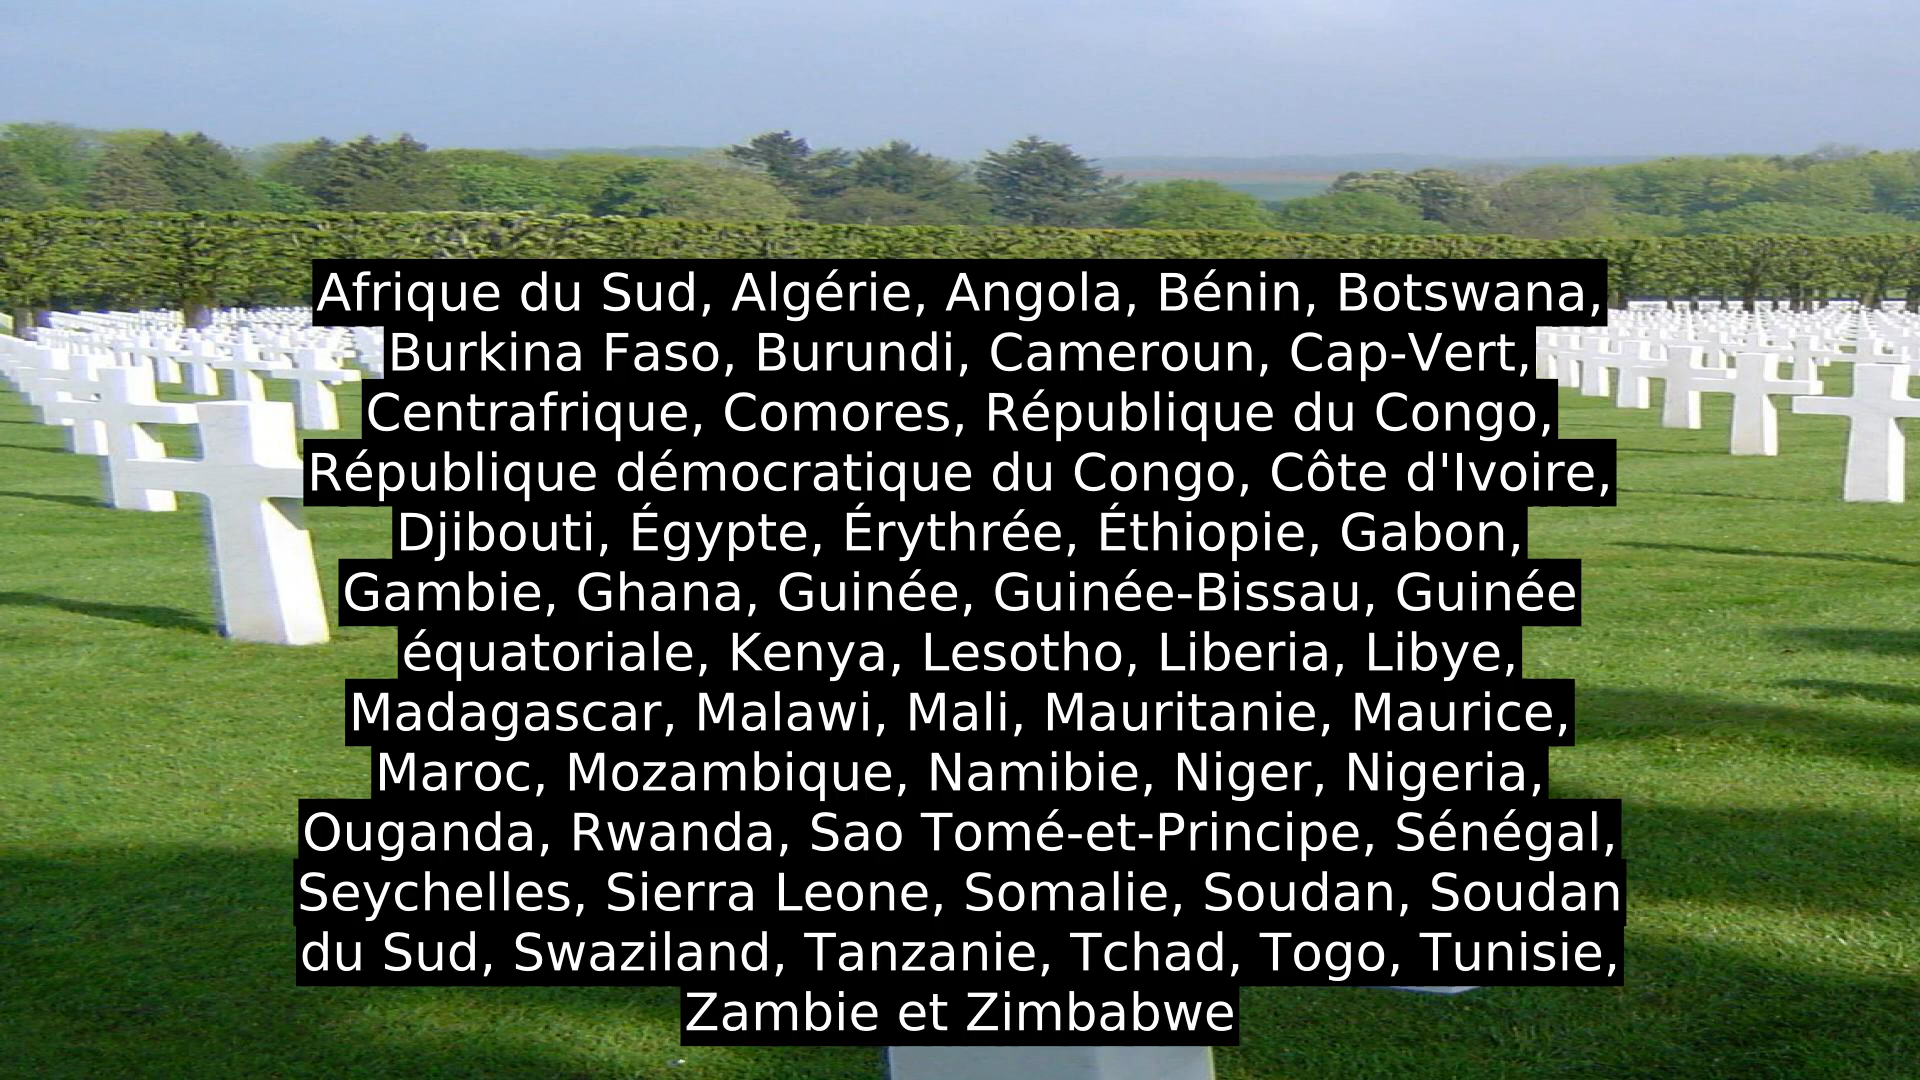 Afrique du Sud, Algérie, Angola, Bénin, Botswana,
Burkina Faso, Burundi, Cameroun, Cap-Vert,
Centrafrique, Comores, République du Congo,
République démocratique du Congo, Côte d'Ivoire,
Djibouti, Égypte, Érythrée, Éthiopie, Gabon,
Gambie, Ghana, Guinée, Guinée-Bissau, Guinée
équatoriale, Kenya, Lesotho, Liberia, Libye,
Madagascar, Malawi, Mali, Mauritanie, Maurice,
Maroc, Mozambique, Namibie, Niger, Nigeria,
Ouganda, Rwanda, Sao Tomé-et-Principe, Sénégal,
Seychelles, Sierra Leone, Somalie, Soudan, Soudan
du Sud, Swaziland, Tanzanie, Tchad, Togo, Tunisie,
Zambie et Zimbabwe